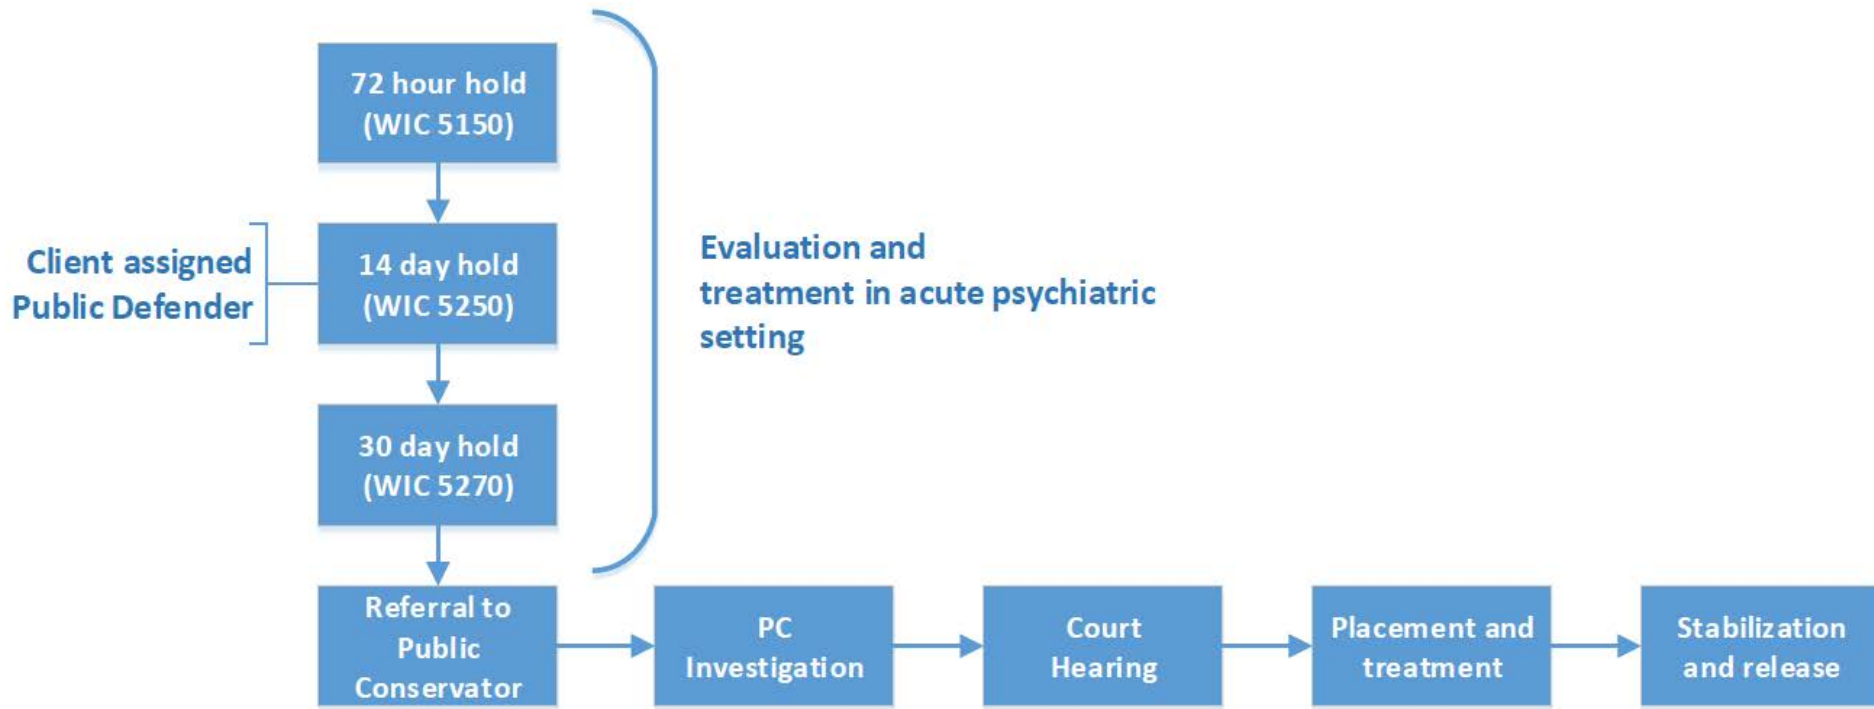 72 hour hold
(WIC 5150)
Client assigned
Public Defender
14 day hold
(WIC 5250)
Evaluation and
treatment in acute psychiatric
setting
30 day hold
(WIC 5270)
Referral to
Public
Conservator
PC
Investigation
Court
Hearing
Placement and
treatment
Stabilization
and release